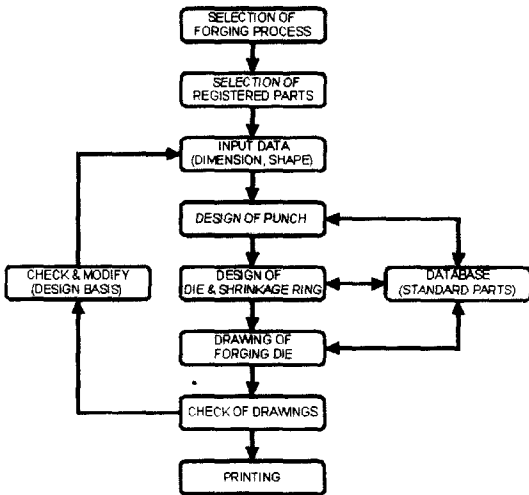 SELECTION OF
FORGING PROCESS
SELECTION OF
REGISTERED PARTS
INPUT DATA
(DIMENSION, SHAPE)
DESIGN OF PUNCH
CHECK & MODIFY
(DESIGN BASIS)
DESIGN OF
DIE & SHRINKAGE RING
DATABASE
(STANDARD PARTS)
DRAWING OF
FORGING DIE
CHECK OF DRAWINGS
PRINTING